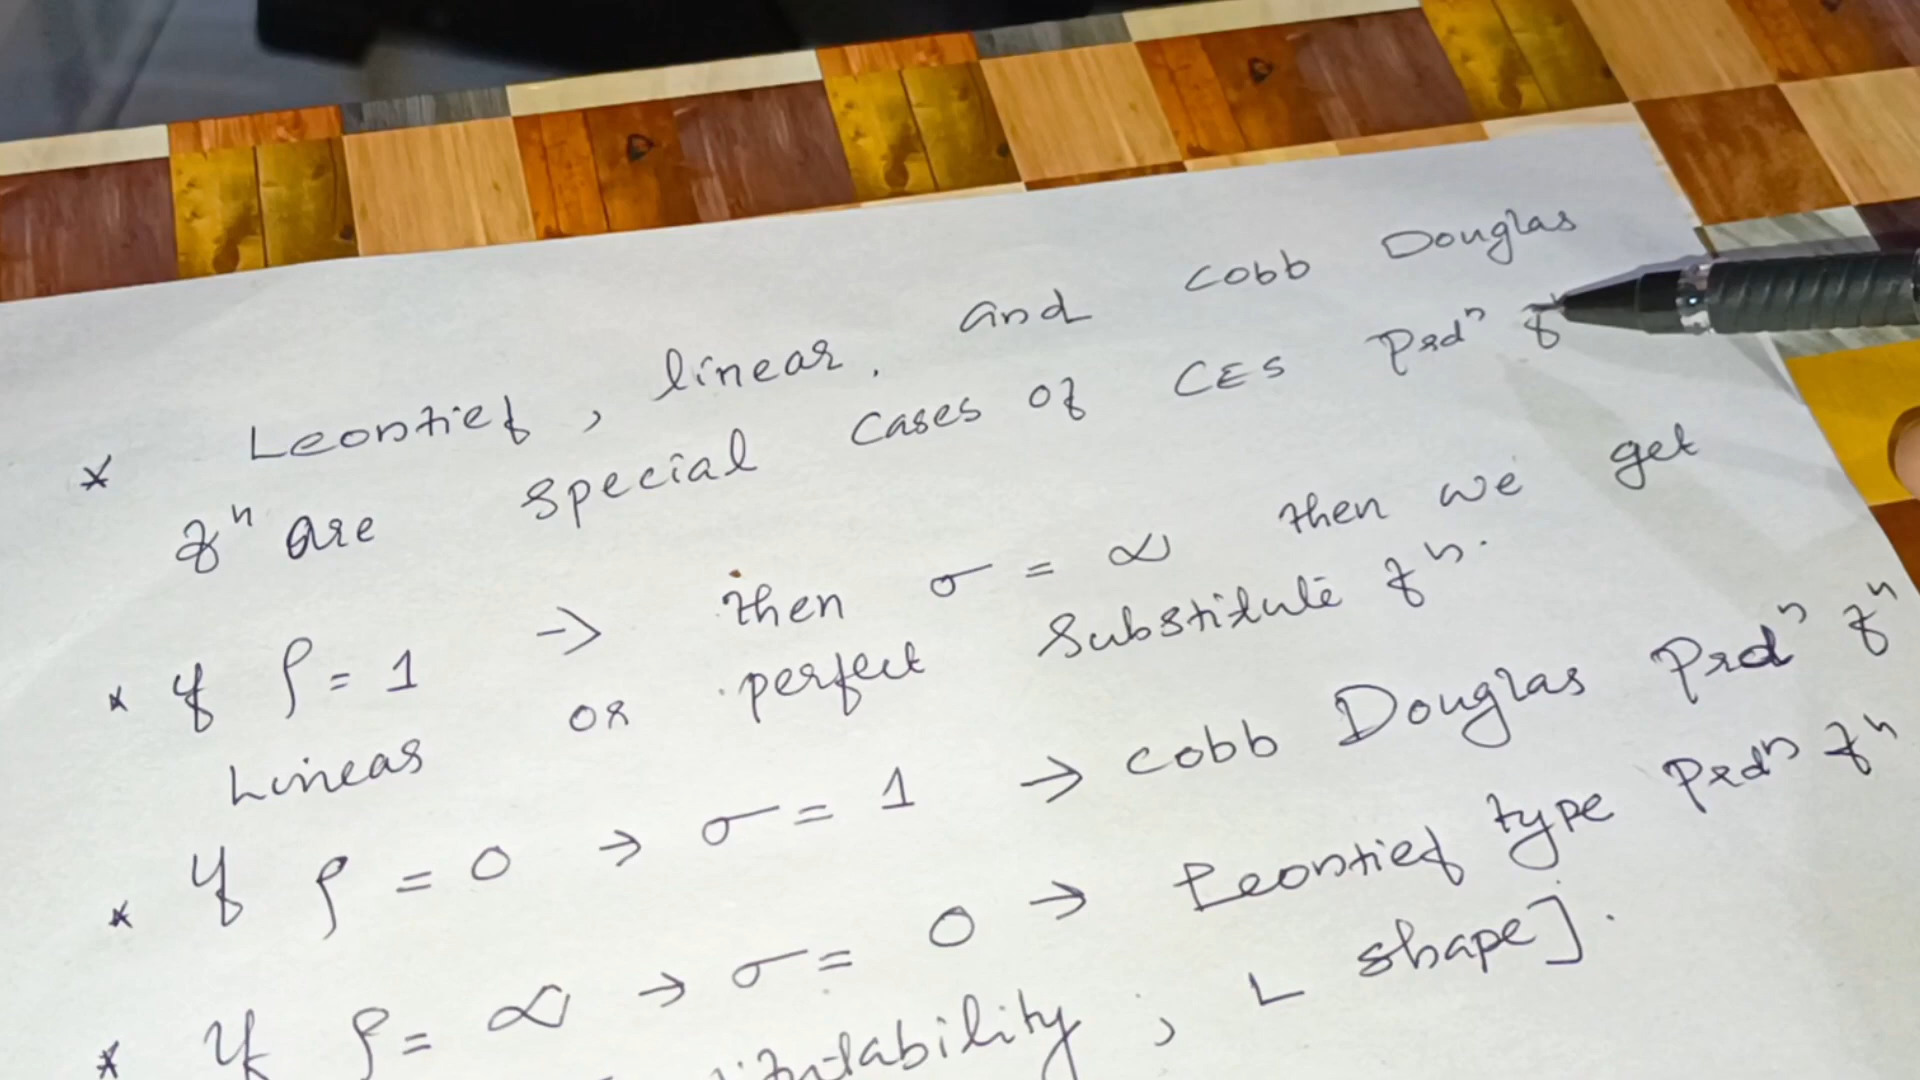 * Leontief, linear, and Cobb Douglas
fⁿ are special cases of CES Prdⁿ f
* If ρ = 1 → then σ = ∞ then we get
Linear or perfect substitute fⁿ.
* If ρ = 0 → σ = 1 → Cobb Douglas Prdⁿ fⁿ
* If ρ = ∞ → σ = 0 → Leontief type Prdⁿ fⁿ
, L shape].